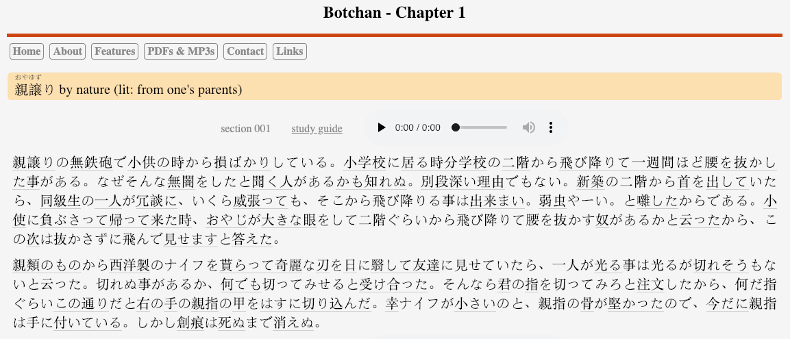 Botchan - Chapter 1
Home About Features PDFs & MP3s Contact Links
おやゆず
親譲り by nature (lit: from one's parents)
section 001 study guide 0:00 / 0:00
親譲りの無鉄砲で小供の時から損ばかりしている。小学校に居る時分学校の二階から飛び降りて一週間ほど腰を抜かし
た事がある。なぜそんな無闇をしたと聞く人があるかも知れぬ。別段深い理由でもない。新築の二階から首を出していた
ら、同級生の一人が冗談に、いくら威張っても、そこから飛び降りる事は出来まい。弱虫やーい。と囃したからである。小
使に負ぶさって帰って来た時、おやじが大きな眼をして二階ぐらいから飛び降りて腰を抜かす奴があるかと云ったから、こ
の次は抜かさずに飛んで見せますと答えた。
親類のものから西洋製のナイフを貰らって奇麗な刃を日に翳して友達に見せていたら、一人が光る事は光るが切れそうもな
いと云った。切れぬ事があるか、何でも切ってみせると受け合った。そんなら君の指を切ってみろと注文したから、何だ指
ぐらいこの通りだと右の手の親指の甲をはすに切り込んだ。幸ナイフが小さいのと、親指の骨が堅かったので、今だに親指
は手に付いている。しかし創痕は死ぬまで消えぬ。